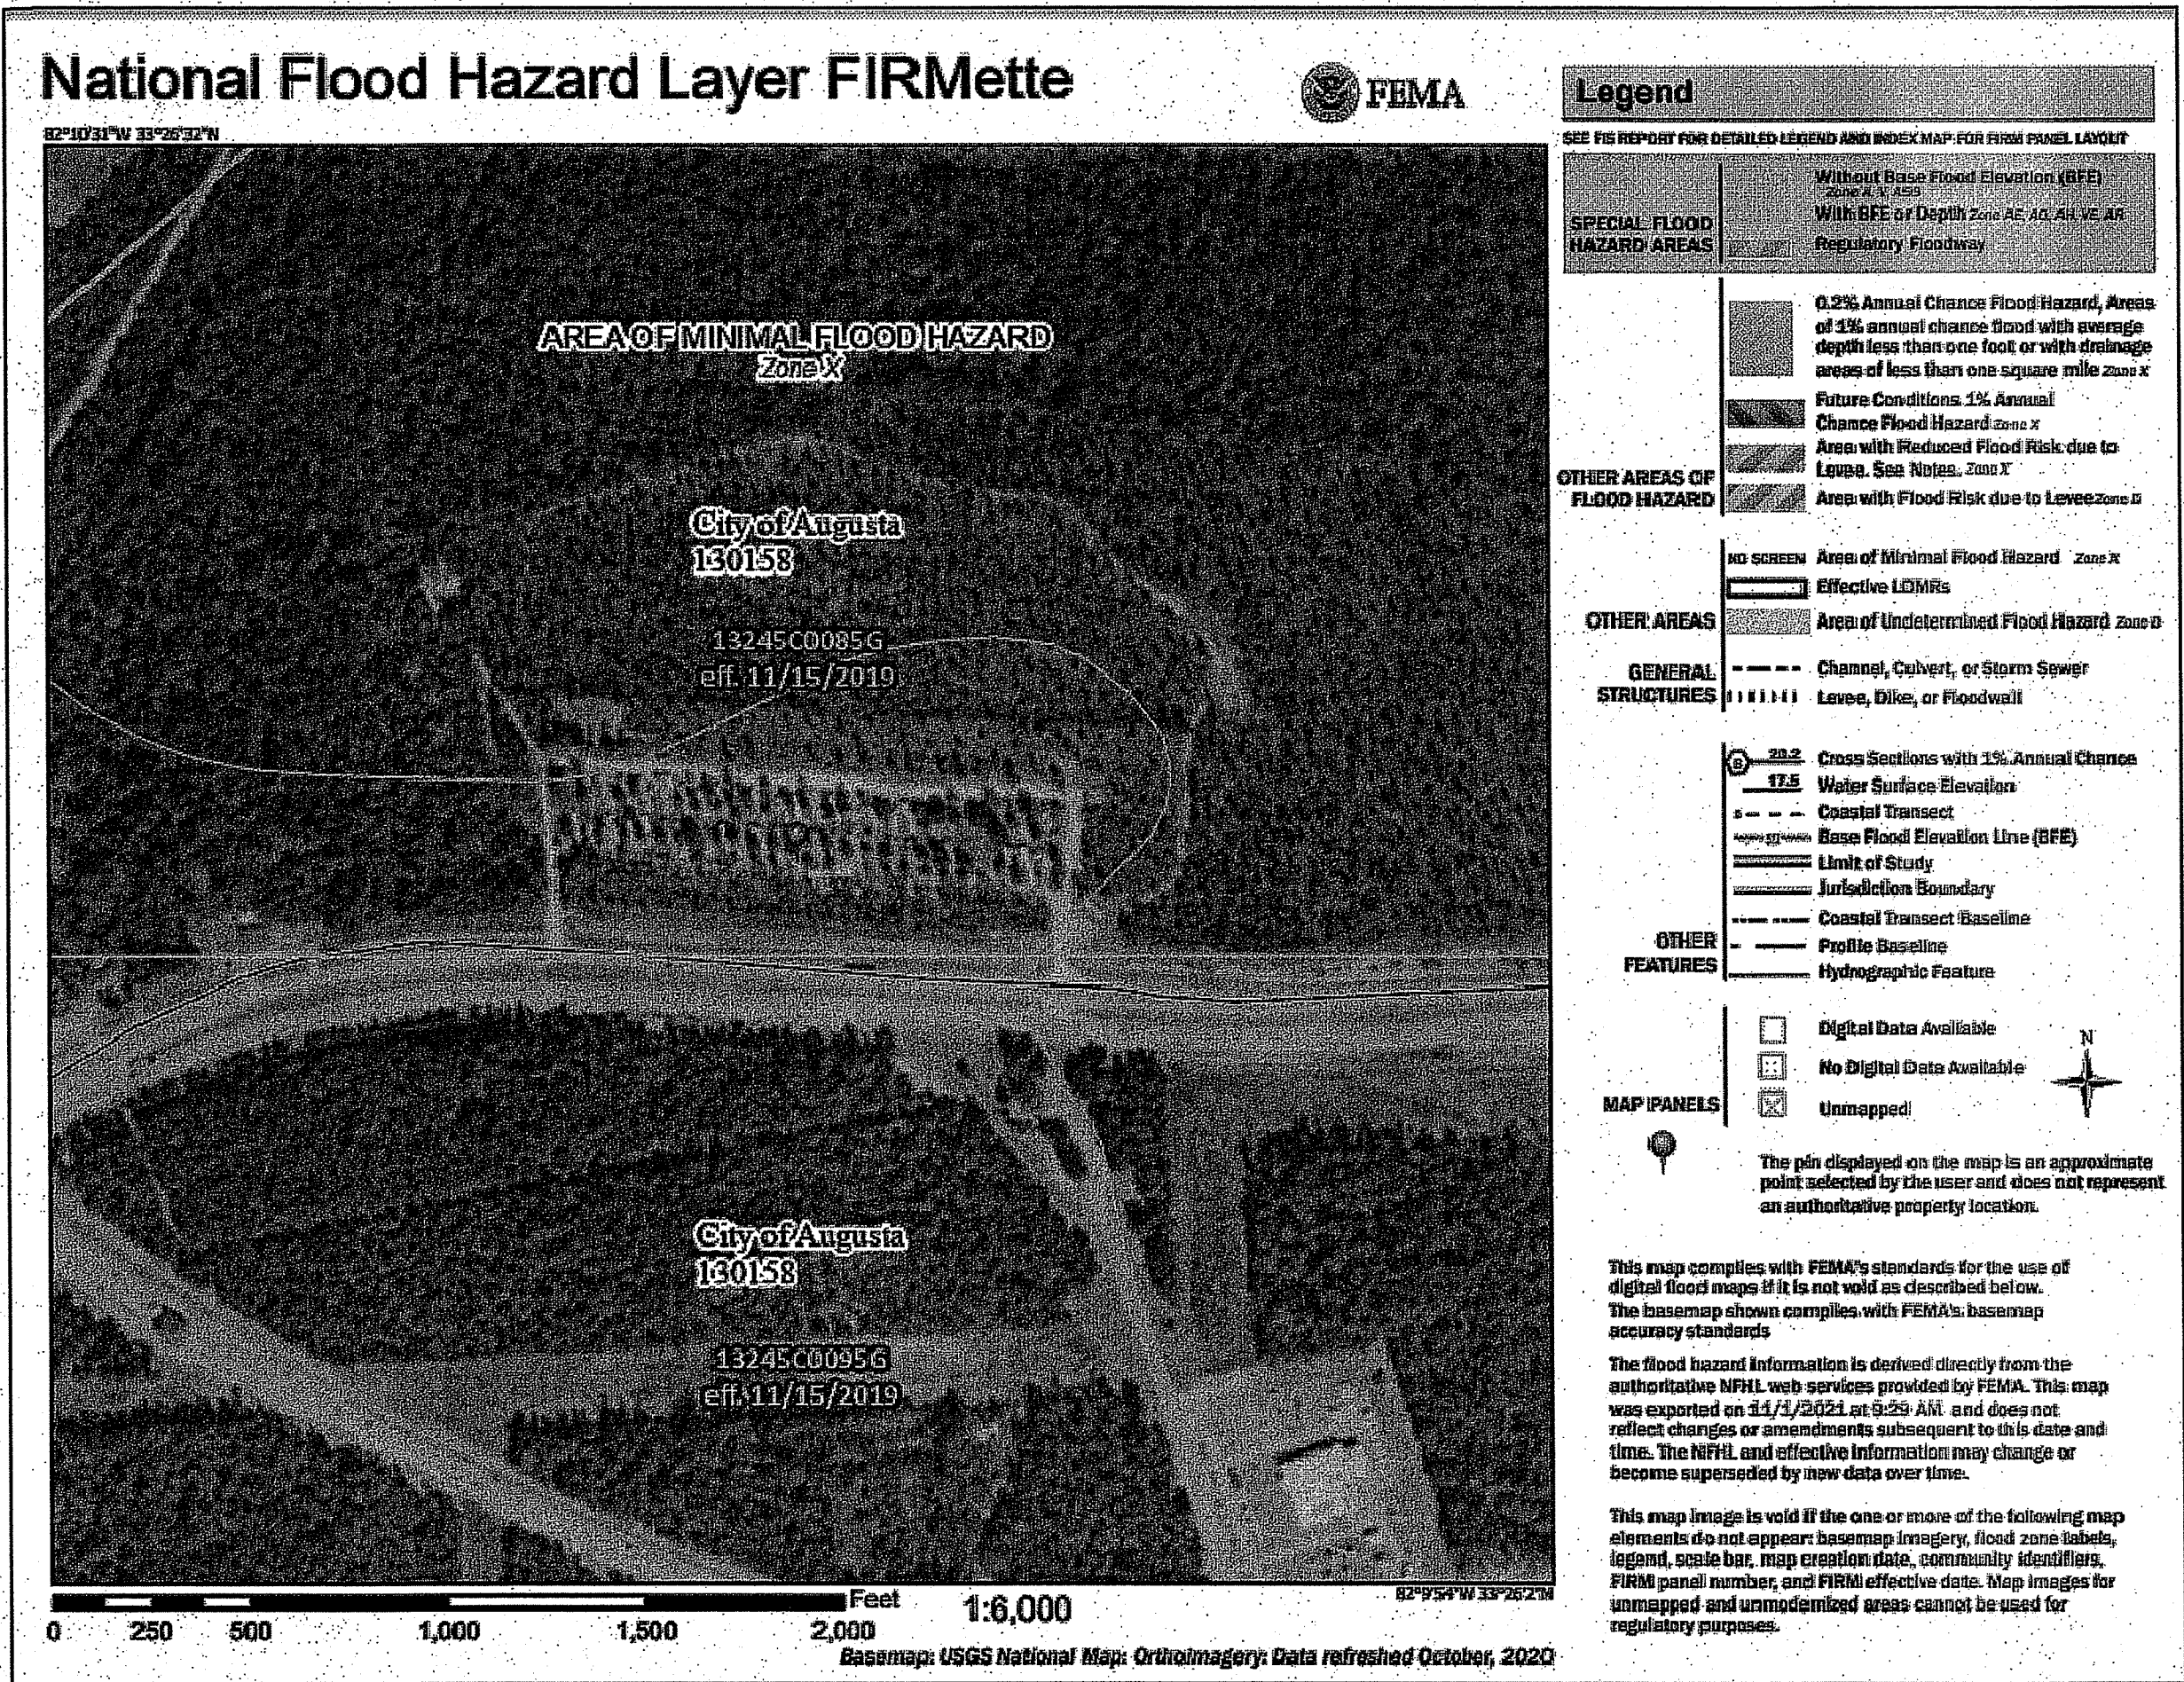 National Flood Hazard Layer FIRMette
FEMA
82°10'31"W 33°26'32"N
AREA OF MINIMAL FLOOD HAZARD
Zone X
City of Augusta
130158
13245C0085G
eff. 11/15/2019
City of Augusta
130158
13245C0095G
eff. 11/15/2019
Feet
1:6,000
82°9'54"W 33°26'2"N
0 250 500 1,000 1,500 2,000
Basemap: USGS National Map: Orthoimagery: Data refreshed October, 2020
Legend
SEE FIS REPORT FOR DETAILED LEGEND AND INDEX MAP FOR FIRM PANEL LAYOUT
SPECIAL FLOOD
HAZARD AREAS
Without Base Flood Elevation (BFE)
Zone A, V, A99
With BFE or Depth Zone AE, AO, AH, VE, AR
Regulatory Floodway
OTHER AREAS OF
FLOOD HAZARD
0.2% Annual Chance Flood Hazard, Areas
of 1% annual chance flood with average
depth less than one foot or with drainage
areas of less than one square mile Zone X
Future Conditions 1% Annual
Chance Flood Hazard Zone X
Area with Reduced Flood Risk due to
Levee. See Notes. Zone X
Area with Flood Risk due to Levee Zone D
OTHER AREAS
NO SCREEN Area of Minimal Flood Hazard Zone X
Effective LOMRs
Area of Undetermined Flood Hazard Zone D
GENERAL
STRUCTURES
Channel, Culvert, or Storm Sewer
Levee, Dike, or Floodwall
OTHER
FEATURES
B 20.2 Cross Sections with 1% Annual Chance
17.5 Water Surface Elevation
Coastal Transect
Base Flood Elevation Line (BFE)
Limit of Study
Jurisdiction Boundary
Coastal Transect Baseline
Profile Baseline
Hydrographic Feature
MAP PANELS
Digital Data Available
No Digital Data Available
Unmapped
N
The pin displayed on the map is an approximate
point selected by the user and does not represent
an authoritative property location.
This map complies with FEMA's standards for the use of
digital flood maps if it is not void as described below.
The basemap shown complies with FEMA's basemap
accuracy standards
The flood hazard information is derived directly from the
authoritative NFHL web services provided by FEMA. This map
was exported on 11/1/2021 at 9:29 AM and does not
reflect changes or amendments subsequent to this date and
time. The NFHL and effective information may change or
become superseded by new data over time.
This map image is void if the one or more of the following map
elements do not appear: basemap imagery, flood zone labels,
legend, scale bar, map creation date, community identifiers,
FIRM panel number, and FIRM effective date. Map images for
unmapped and unmodernized areas cannot be used for
regulatory purposes.